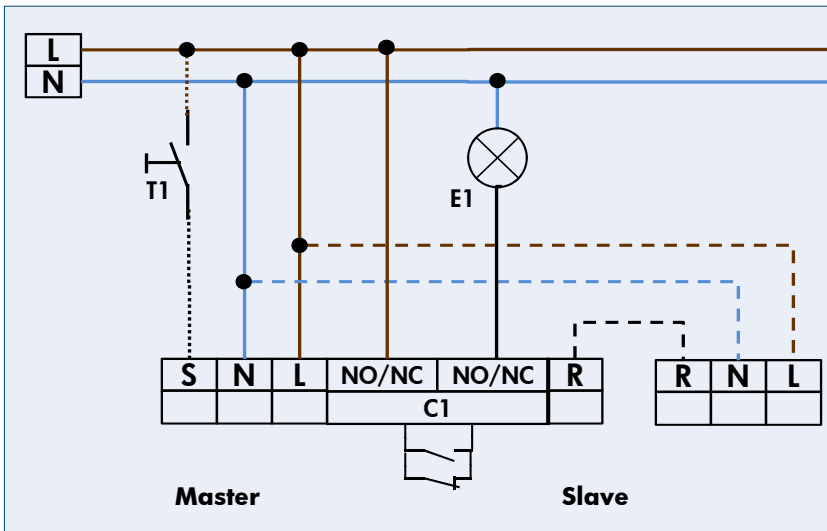 L
N
T1
E1
S N L NO/NC NO/NC R
R N L
C1
Master
Slave